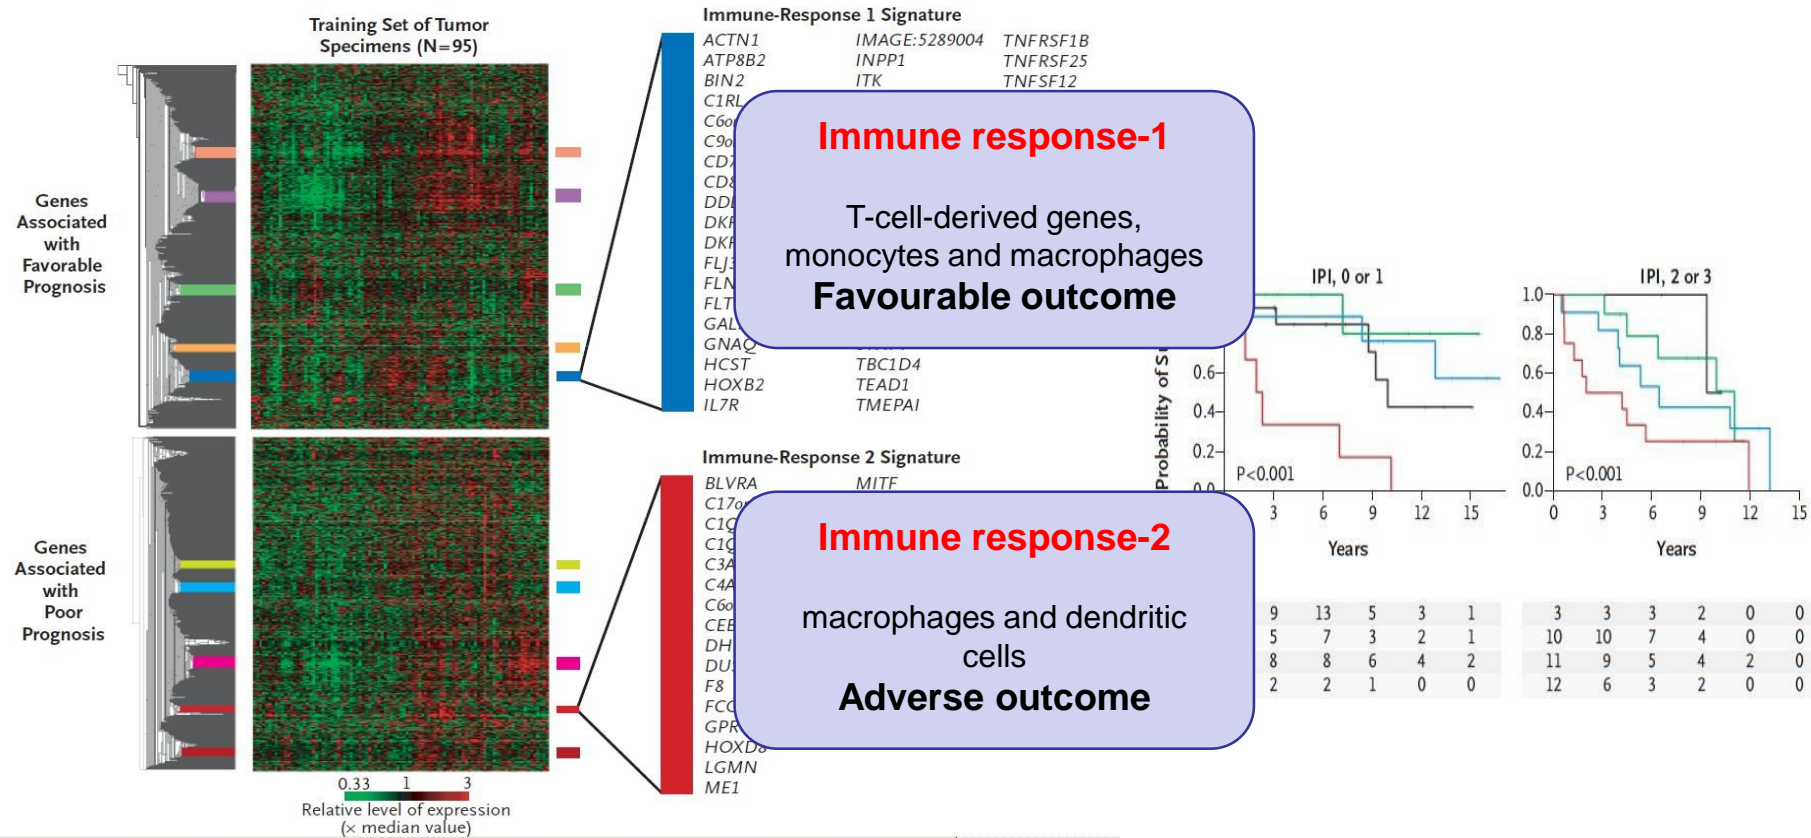 Training Set of Tumor
Specimens (N=95)
Genes
Associated
with
Favorable
Prognosis
Genes
Associated
with
Poor
Prognosis
0.33 1 3
Relative level of expression
(× median value)
Immune-Response 1 Signature
ACTN1 IMAGE:5289004 TNFRSF1B
ATP8B2 INPP1 TNFRSF25
BIN2 ITK TNFSF12
C1RL
GNAQ
HCST TBC1D4
HOXB2 TEAD1
IL7R TMEPAI
Immune response-1
T-cell-derived genes,
monocytes and macrophages
Favourable outcome
Immune-Response 2 Signature
BLVRA MITF
F8
HOXD8
LGMN
ME1
Immune response-2
macrophages and dendritic
cells
Adverse outcome
IPI, 0 or 1
Probability of
0.6
0.4
0.2
0.0
P<0.001
3 6 9 12 15
Years
9 13 5 3 1
5 7 3 2 1
8 8 6 4 2
2 2 1 0 0
IPI, 2 or 3
1.0
0.8
0.6
0.4
0.2
0.0
P<0.001
0 3 6 9 12 15
Years
3 3 3 2 0 0
10 10 7 4 0 0
11 9 5 4 2 0
12 6 3 2 0 0